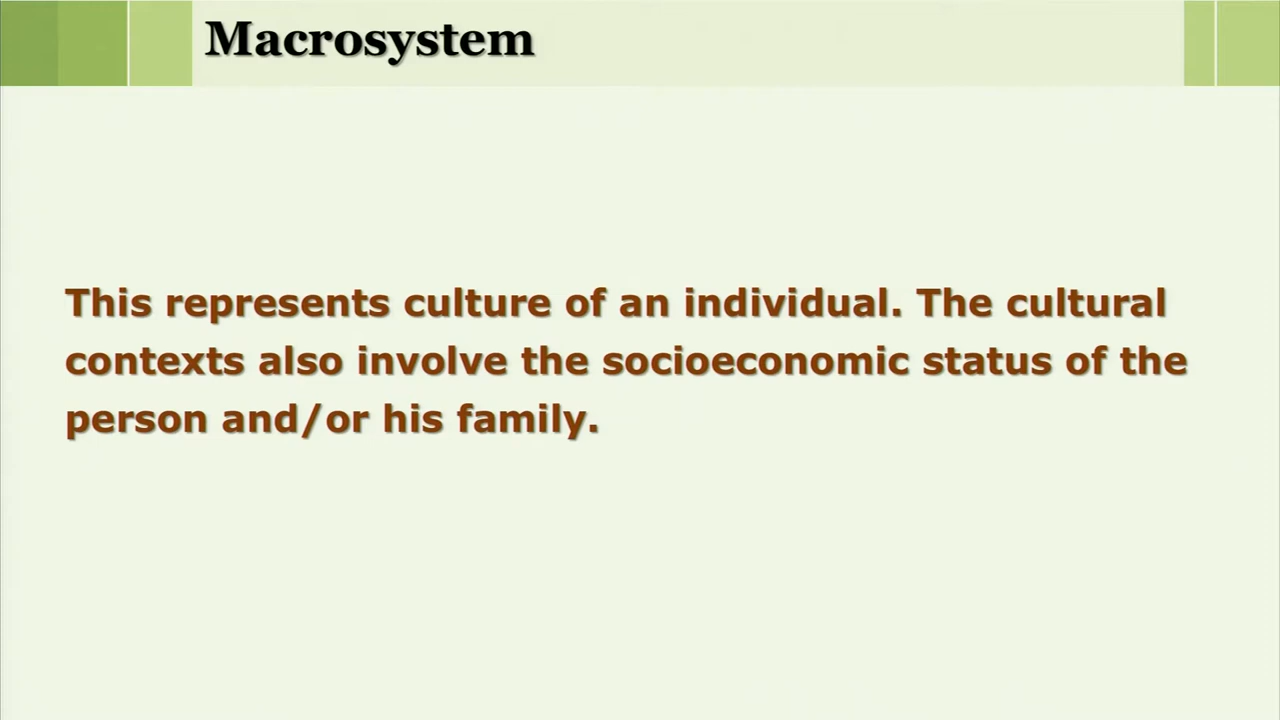 Macrosystem
This represents culture of an individual. The cultural
contexts also involve the socioeconomic status of the
person and/or his family.